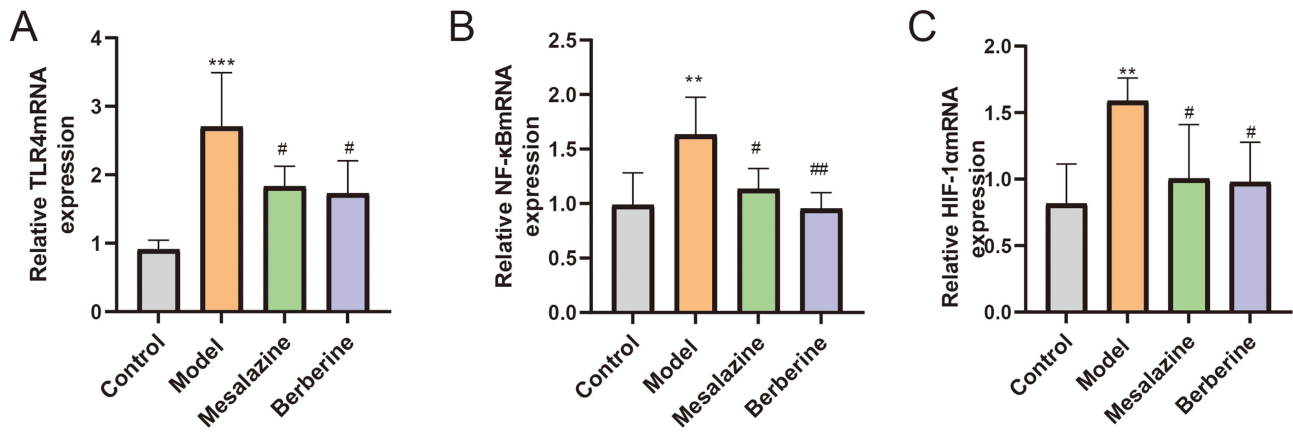 A
Relative TLR4mRNA
expression
4
3
2
1
0
***
#
#
Control
Model
Mesalazine
Berberine
B
Relative NF-κBmRNA
expression
2.5
2.0
1.5
1.0
0.5
0.0
**
#
##
Control
Model
Mesalazine
Berberine
C
Relative HIF-1αmRNA
expression
2.0
1.5
1.0
0.5
0.0
**
#
#
Control
Model
Mesalazine
Berberine